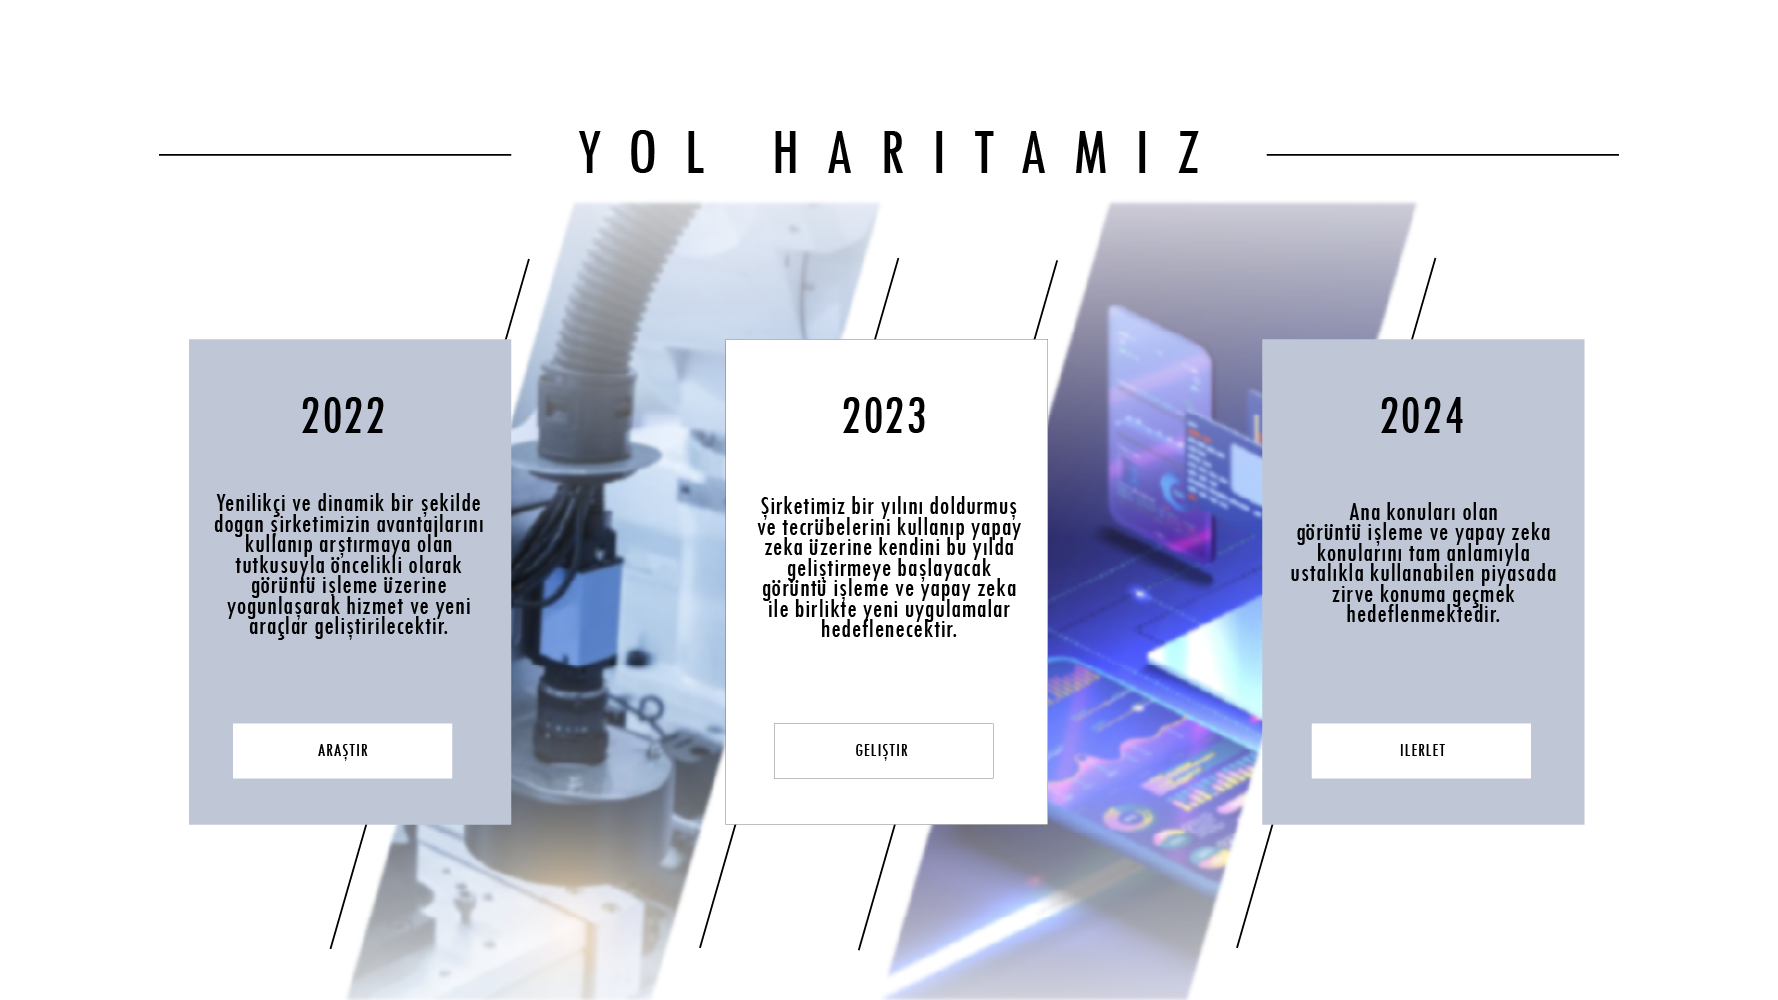 YOL HARITAMIZ
2022
Yenilikçi ve dinamik bir şekilde
dogan şirketimizin avantajlarını
kullanıp arştırmaya olan
tutkusuyla öncelikli olarak
görüntü işleme üzerine
yogunlaşarak hizmet ve yeni
araçlar geliştirilecektir.
ARAŞTIR
2023
Şirketimiz bir yılını doldurmuş
ve tecrübelerini kullanıp yapay
zeka üzerine kendini bu yılda
geliştirmeye başlayacak
görüntü işleme ve yapay zeka
ile birlikte yeni uygulamalar
hedeflenecektir.
GELIŞTIR
2024
Ana konuları olan
görüntü işleme ve yapay zeka
konularını tam anlamıyla
ustalıkla kullanabilen piyasada
zirve konuma geçmek
hedeflenmektedir.
ILERLET